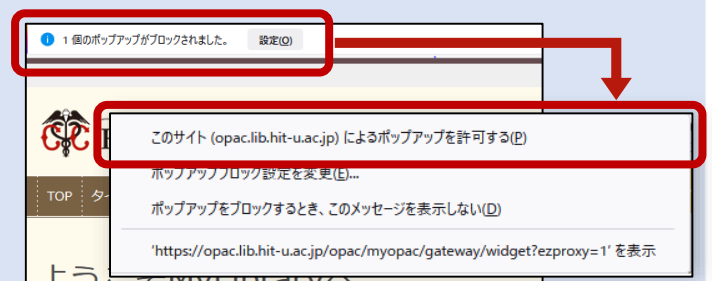 1 個のポップアップがブロックされました。 設定(O)
このサイト (opac.lib.hit-u.ac.jp) によるポップアップを許可する(P)
ポップアップブロック設定を変更(E)...
TOP
ポップアップをブロックするとき、このメッセージを表示しない(D)
'https://opac.lib.hit-u.ac.jp/opac/myopac/gateway/widget?ezproxy=1' を表示